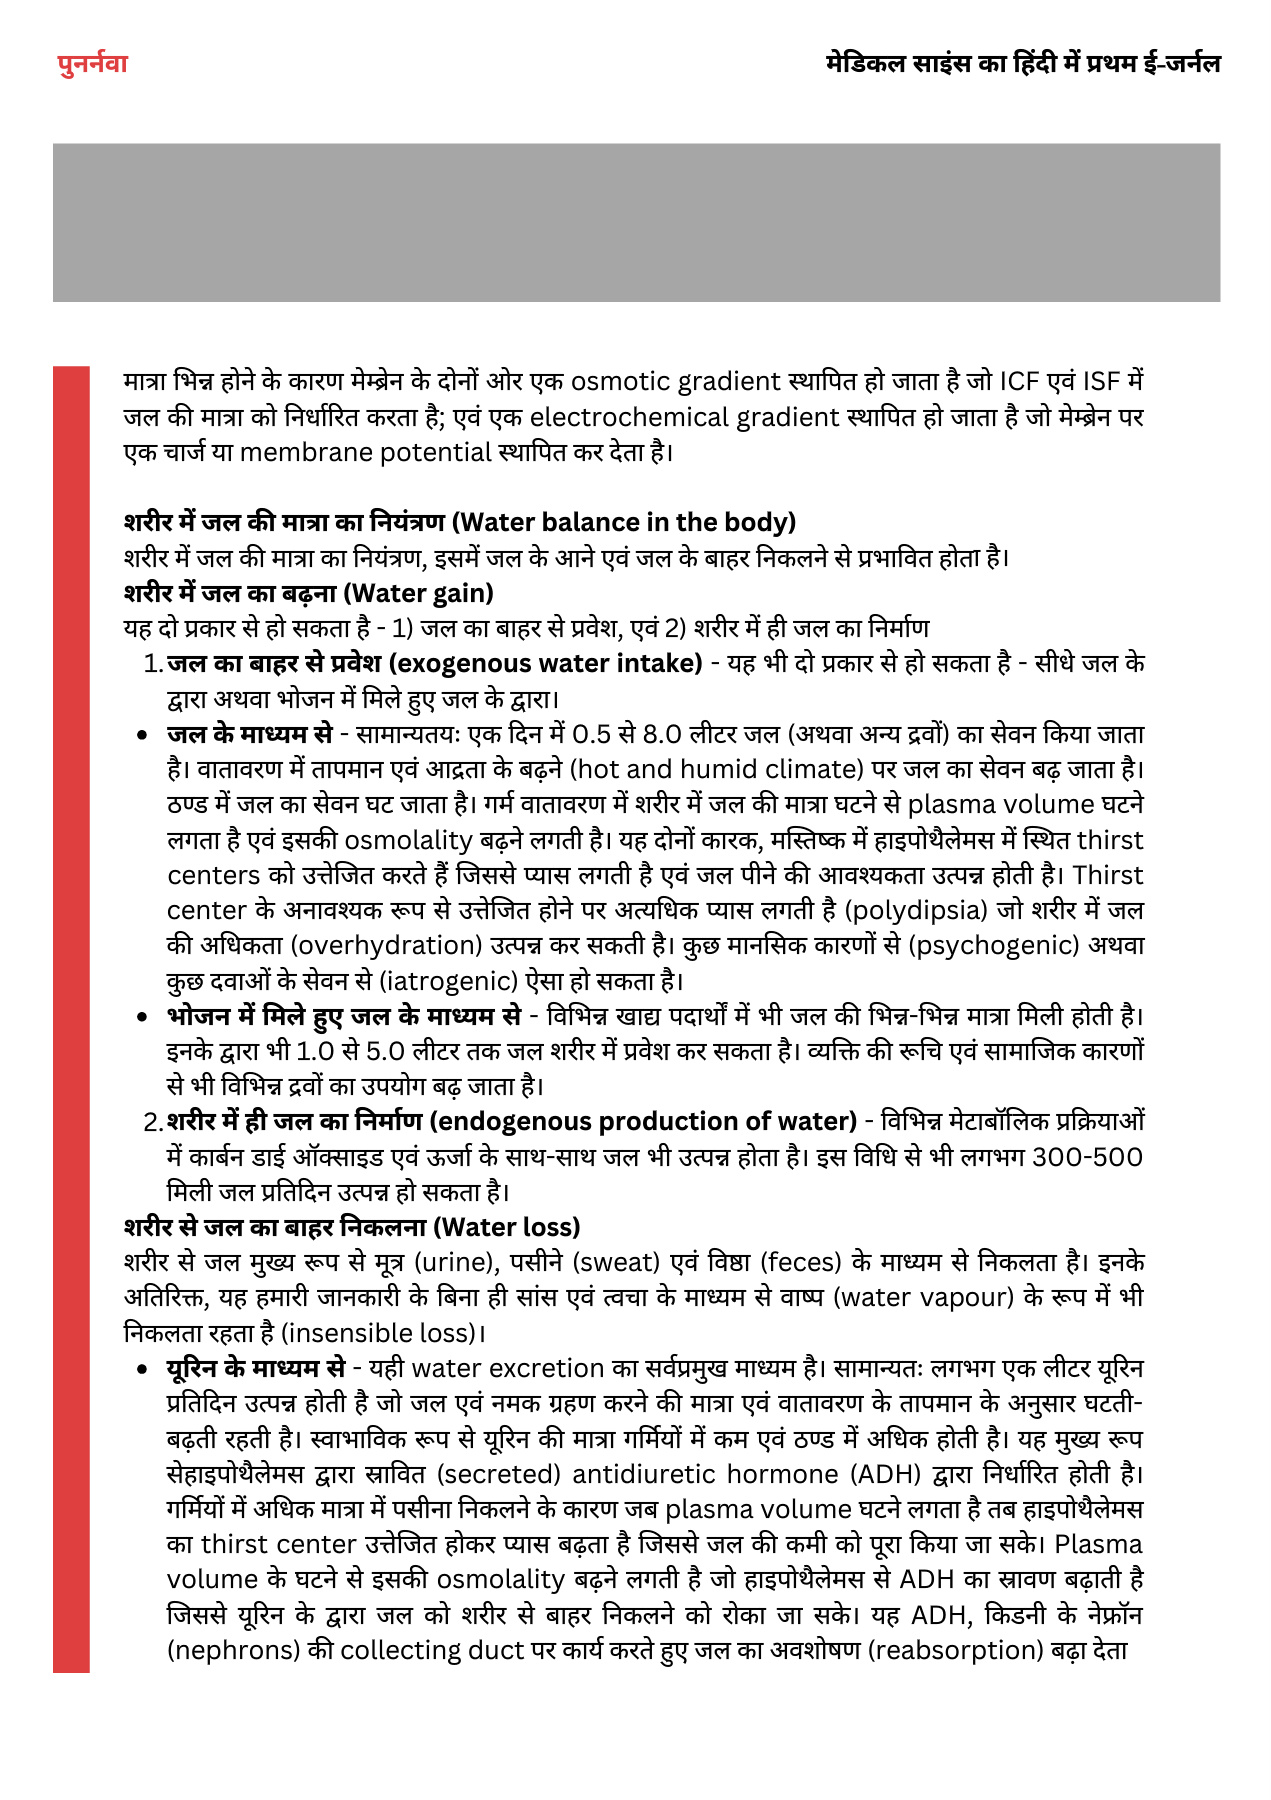 पुनर्नवा
मेडिकल साइंस का हिंदी में प्रथम ई-जर्नल
मात्रा भिन्न होने के कारण मेम्ब्रेन के दोनों ओर एक osmotic gradient स्थापित हो जाता है जो ICF एवं ISF में
जल की मात्रा को निर्धारित करता है; एवं एक electrochemical gradient स्थापित हो जाता है जो मेम्ब्रेन पर
एक चार्ज या membrane potential स्थापित कर देता है।
शरीर में जल की मात्रा का नियंत्रण (Water balance in the body)
शरीर में जल की मात्रा का नियंत्रण, इसमें जल के आने एवं जल के बाहर निकलने से प्रभावित होता है।
शरीर में जल का बढ़ना (Water gain)
यह दो प्रकार से हो सकता है - 1) जल का बाहर से प्रवेश, एवं 2) शरीर में ही जल का निर्माण
1. जल का बाहर से प्रवेश (exogenous water intake) - यह भी दो प्रकार से हो सकता है - सीधे जल के
द्वारा अथवा भोजन में मिले हुए जल के द्वारा।
• जल के माध्यम से - सामान्यतयः एक दिन में 0.5 से 8.0 लीटर जल (अथवा अन्य द्रवों) का सेवन किया जाता
है। वातावरण में तापमान एवं आद्रता के बढ़ने (hot and humid climate) पर जल का सेवन बढ़ जाता है।
ठण्ड में जल का सेवन घट जाता है। गर्म वातावरण में शरीर में जल की मात्रा घटने से plasma volume घटने
लगता है एवं इसकी osmolality बढ़ने लगती है। यह दोनों कारक, मस्तिष्क में हाइपोथैलेमस में स्थित thirst
centers को उत्तेजित करते हैं जिससे प्यास लगती है एवं जल पीने की आवश्यकता उत्पन्न होती है। Thirst
center के अनावश्यक रूप से उत्तेजित होने पर अत्यधिक प्यास लगती है (polydipsia) जो शरीर में जल
की अधिकता (overhydration) उत्पन्न कर सकती है। कुछ मानसिक कारणों से (psychogenic) अथवा
कुछ दवाओं के सेवन से (iatrogenic) ऐसा हो सकता है।
• भोजन में मिले हुए जल के माध्यम से - विभिन्न खाद्य पदार्थों में भी जल की भिन्न-भिन्न मात्रा मिली होती है।
इनके द्वारा भी 1.0 से 5.0 लीटर तक जल शरीर में प्रवेश कर सकता है। व्यक्ति की रूचि एवं सामाजिक कारणों
से भी विभिन्न द्रवों का उपयोग बढ़ जाता है।
2. शरीर में ही जल का निर्माण (endogenous production of water) - विभिन्न मेटाबॉलिक प्रक्रियाओं
में कार्बन डाई ऑक्साइड एवं ऊर्जा के साथ-साथ जल भी उत्पन्न होता है। इस विधि से भी लगभग 300-500
मिली जल प्रतिदिन उत्पन्न हो सकता है।
शरीर से जल का बाहर निकलना (Water loss)
शरीर से जल मुख्य रूप से मूत्र (urine), पसीने (sweat) एवं विष्ठा (feces) के माध्यम से निकलता है। इनके
अतिरिक्त, यह हमारी जानकारी के बिना ही सांस एवं त्वचा के माध्यम से वाष्प (water vapour) के रूप में भी
निकलता रहता है (insensible loss)।
• यूरिन के माध्यम से - यही water excretion का सर्वप्रमुख माध्यम है। सामान्यतः लगभग एक लीटर यूरिन
प्रतिदिन उत्पन्न होती है जो जल एवं नमक ग्रहण करने की मात्रा एवं वातावरण के तापमान के अनुसार घटती-
बढ़ती रहती है। स्वाभाविक रूप से यूरिन की मात्रा गर्मियों में कम एवं ठण्ड में अधिक होती है। यह मुख्य रूप
सेहाइपोथैलेमस द्वारा स्रावित (secreted) antidiuretic hormone (ADH) द्वारा निर्धारित होती है।
गर्मियों में अधिक मात्रा में पसीना निकलने के कारण जब plasma volume घटने लगता है तब हाइपोथैलेमस
का thirst center उत्तेजित होकर प्यास बढ़ता है जिससे जल की कमी को पूरा किया जा सके। Plasma
volume के घटने से इसकी osmolality बढ़ने लगती है जो हाइपोथैलेमस से ADH का स्रावण बढ़ाती है
जिससे यूरिन के द्वारा जल को शरीर से बाहर निकलने को रोका जा सके। यह ADH, किडनी के नेफ्रॉन
(nephrons) की collecting duct पर कार्य करते हुए जल का अवशोषण (reabsorption) बढ़ा देता